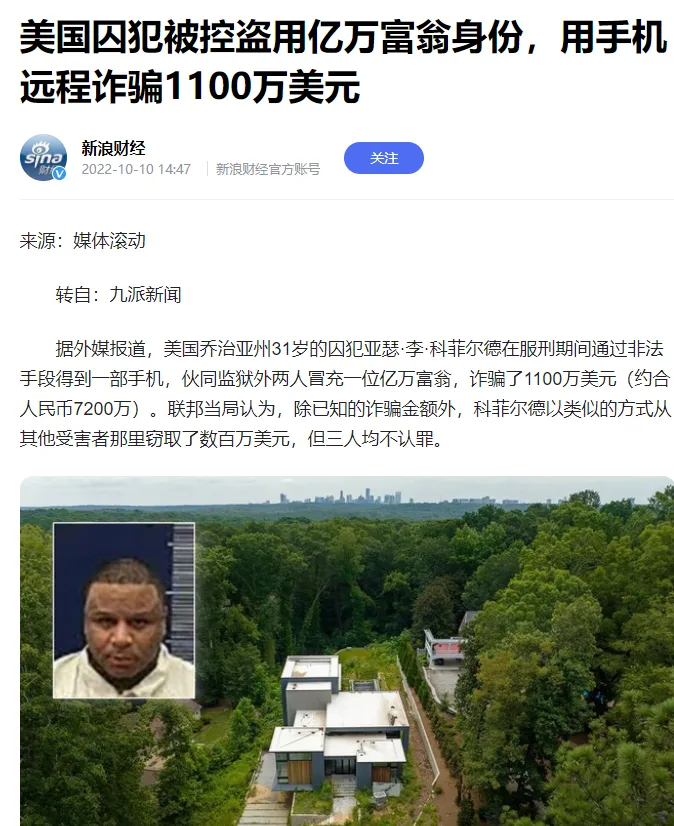 美国囚犯被控盗用亿万富翁身份，用手机
远程诈骗1100万美元
sina
财经
新浪财经
2022-10-10 14:47
新浪财经官方账号
关注
来源：媒体滚动
转自：九派新闻
据外媒报道，美国乔治亚州31岁的囚犯亚瑟·李·科菲尔德在服刑期间通过非法
手段得到一部手机，伙同监狱外两人冒充一位亿万富翁，诈骗了1100万美元（约合
人民币7200万）。联邦当局认为，除已知的诈骗金额外，科菲尔德以类似的方式从
其他受害者那里窃取了数百万美元，但三人均不认罪。